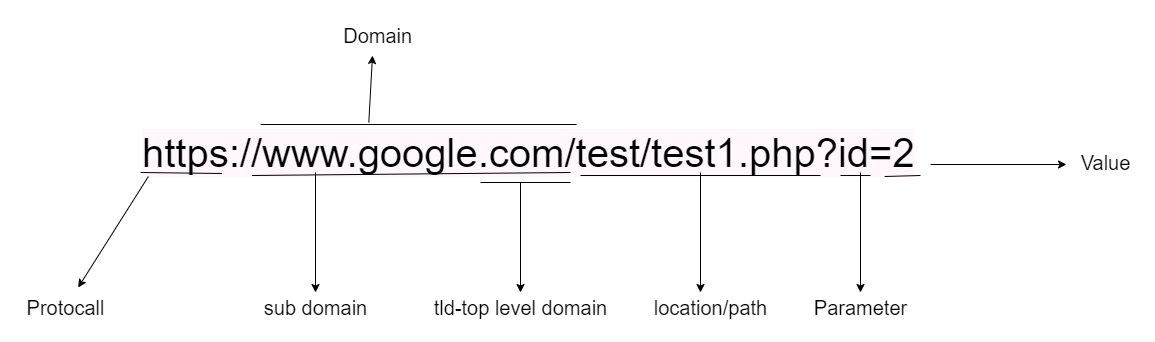 Domain
https://www.google.com/test/test1.php?id=2
Value
Protocall
sub domain
tld-top level domain
location/path
Parameter